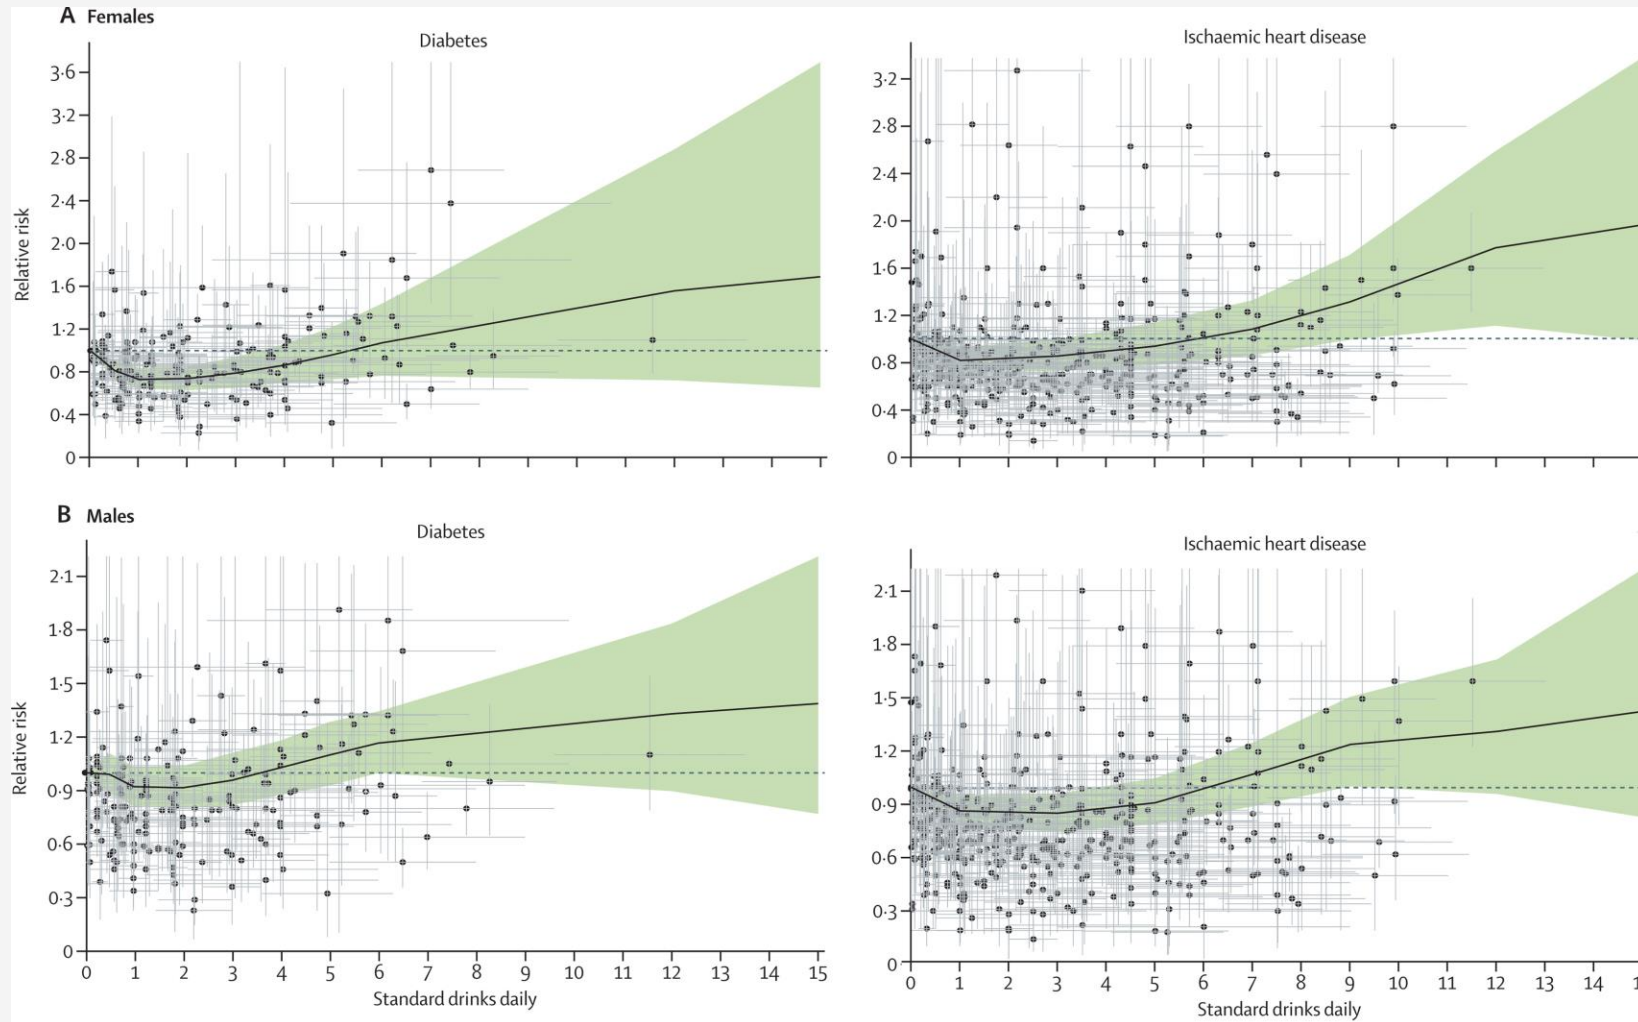 A Females
Diabetes
Ischaemic heart disease
Relative risk
3·6
3·2
2·8
2·4
2·0
1·6
1·2
0·8
0·4
0
3·2
2·8
2·4
2·0
1·6
1·2
0·8
0·4
0
B Males
Diabetes
Ischaemic heart disease
Relative risk
2·1
1·8
1·5
1·2
0·9
0·6
0·3
0
2·1
1·8
1·5
1·2
0·9
0·6
0·3
0
0 1 2 3 4 5 6 7 8 9 10 11 12 13 14 15
0 1 2 3 4 5 6 7 8 9 10 11 12 13 14
Standard drinks daily
Standard drinks daily